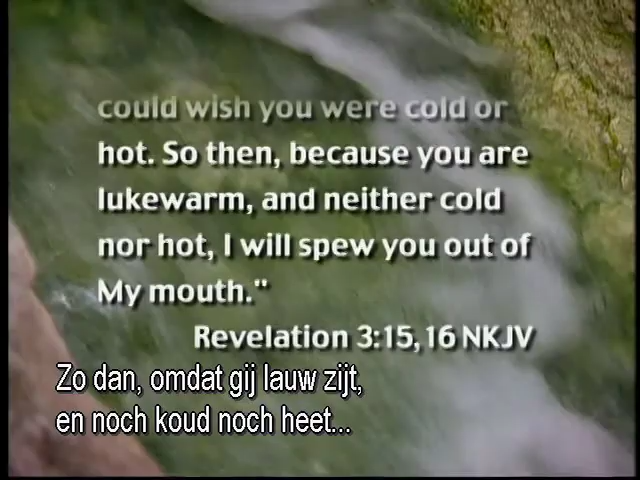 could wish you were cold or
hot. So then, because you are
lukewarm, and neither cold
nor hot, I will spew you out of
My mouth."
Revelation 3:15, 16 NKJV
Zo dan, omdat gij lauw zijt,
en noch koud noch heet...